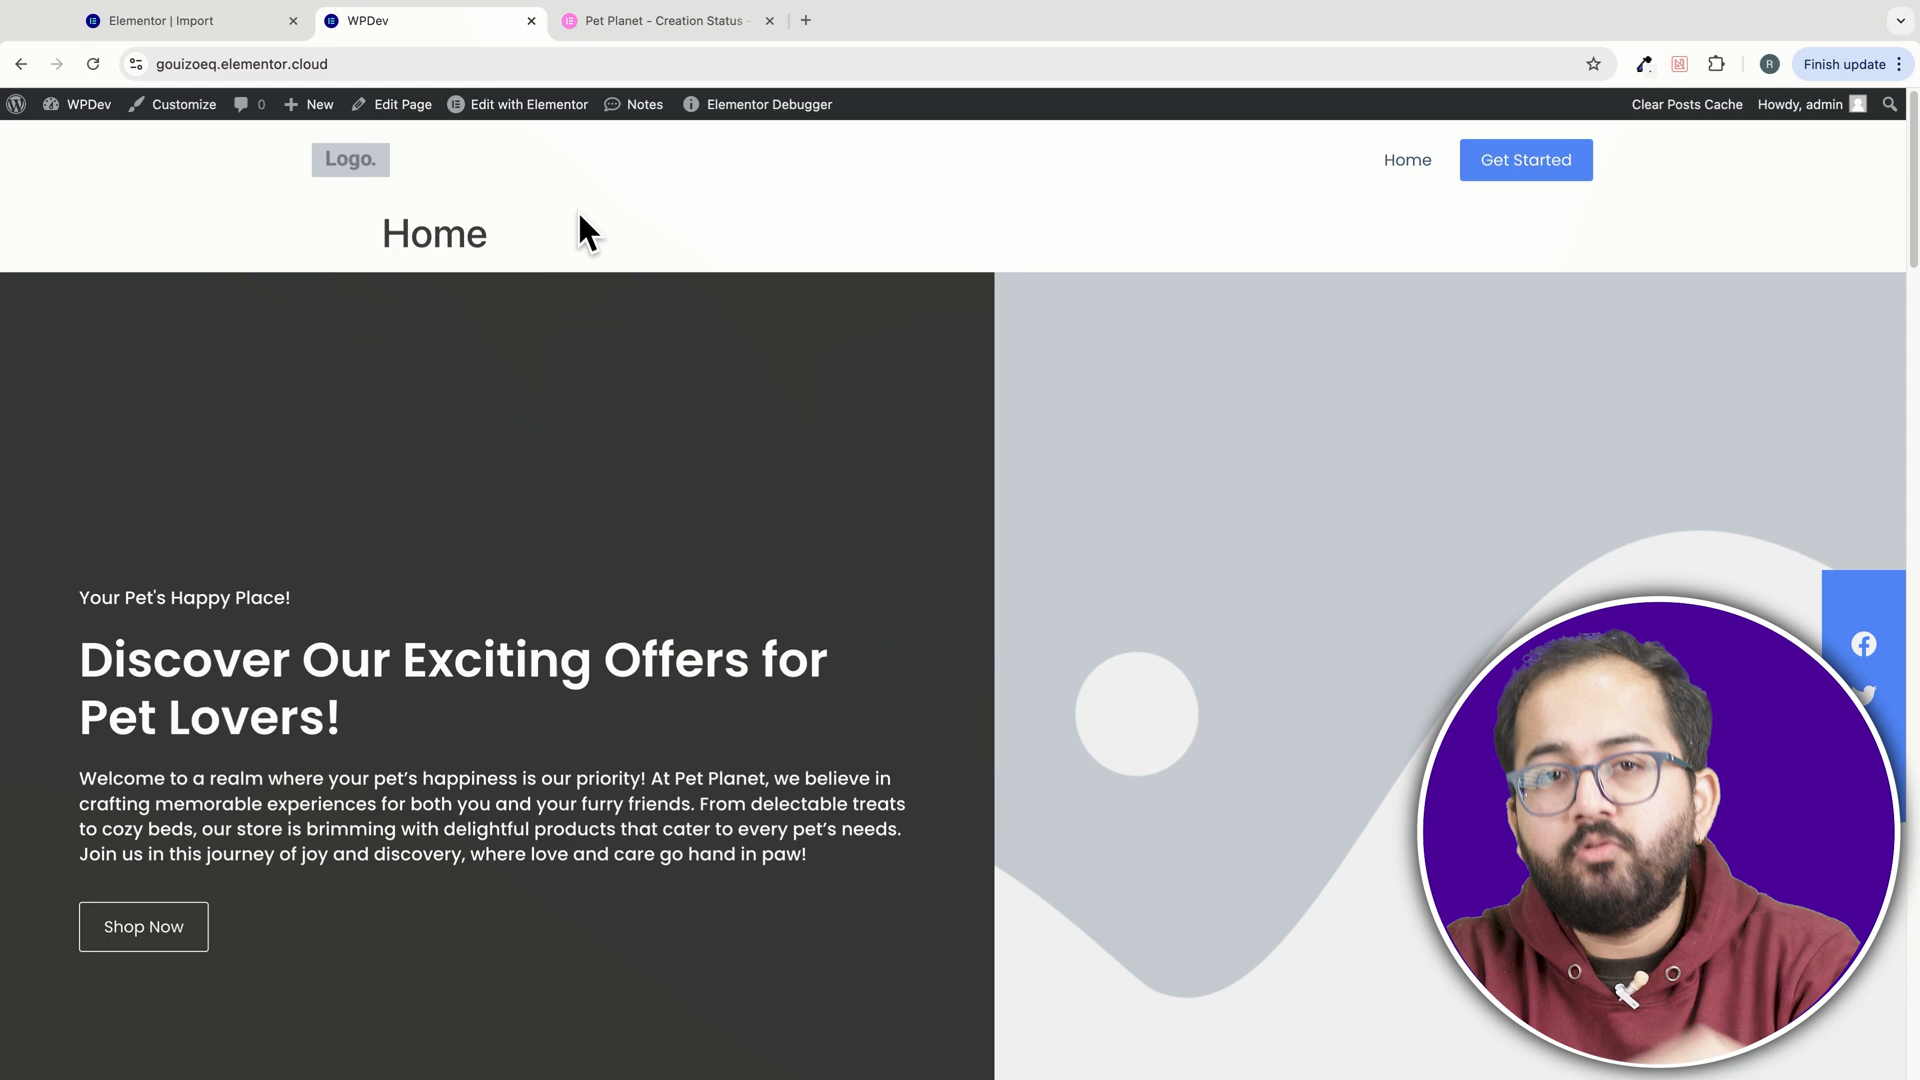 Elementor | Import
WPDev
Pet Planet - Creation Status -
gouizoeq.elementor.cloud
R
Finish update
WPDev
Customize
0
New
Edit Page
Edit with Elementor
Notes
Elementor Debugger
Clear Posts Cache
Howdy, admin
Logo.
Home
Get Started
Home
Your Pet's Happy Place!
Discover Our Exciting Offers for
Pet Lovers!
Welcome to a realm where your pet’s happiness is our priority! At Pet Planet, we believe in
crafting memorable experiences for both you and your furry friends. From delectable treats
to cozy beds, our store is brimming with delightful products that cater to every pet’s needs.
Join us in this journey of joy and discovery, where love and care go hand in paw!
Shop Now